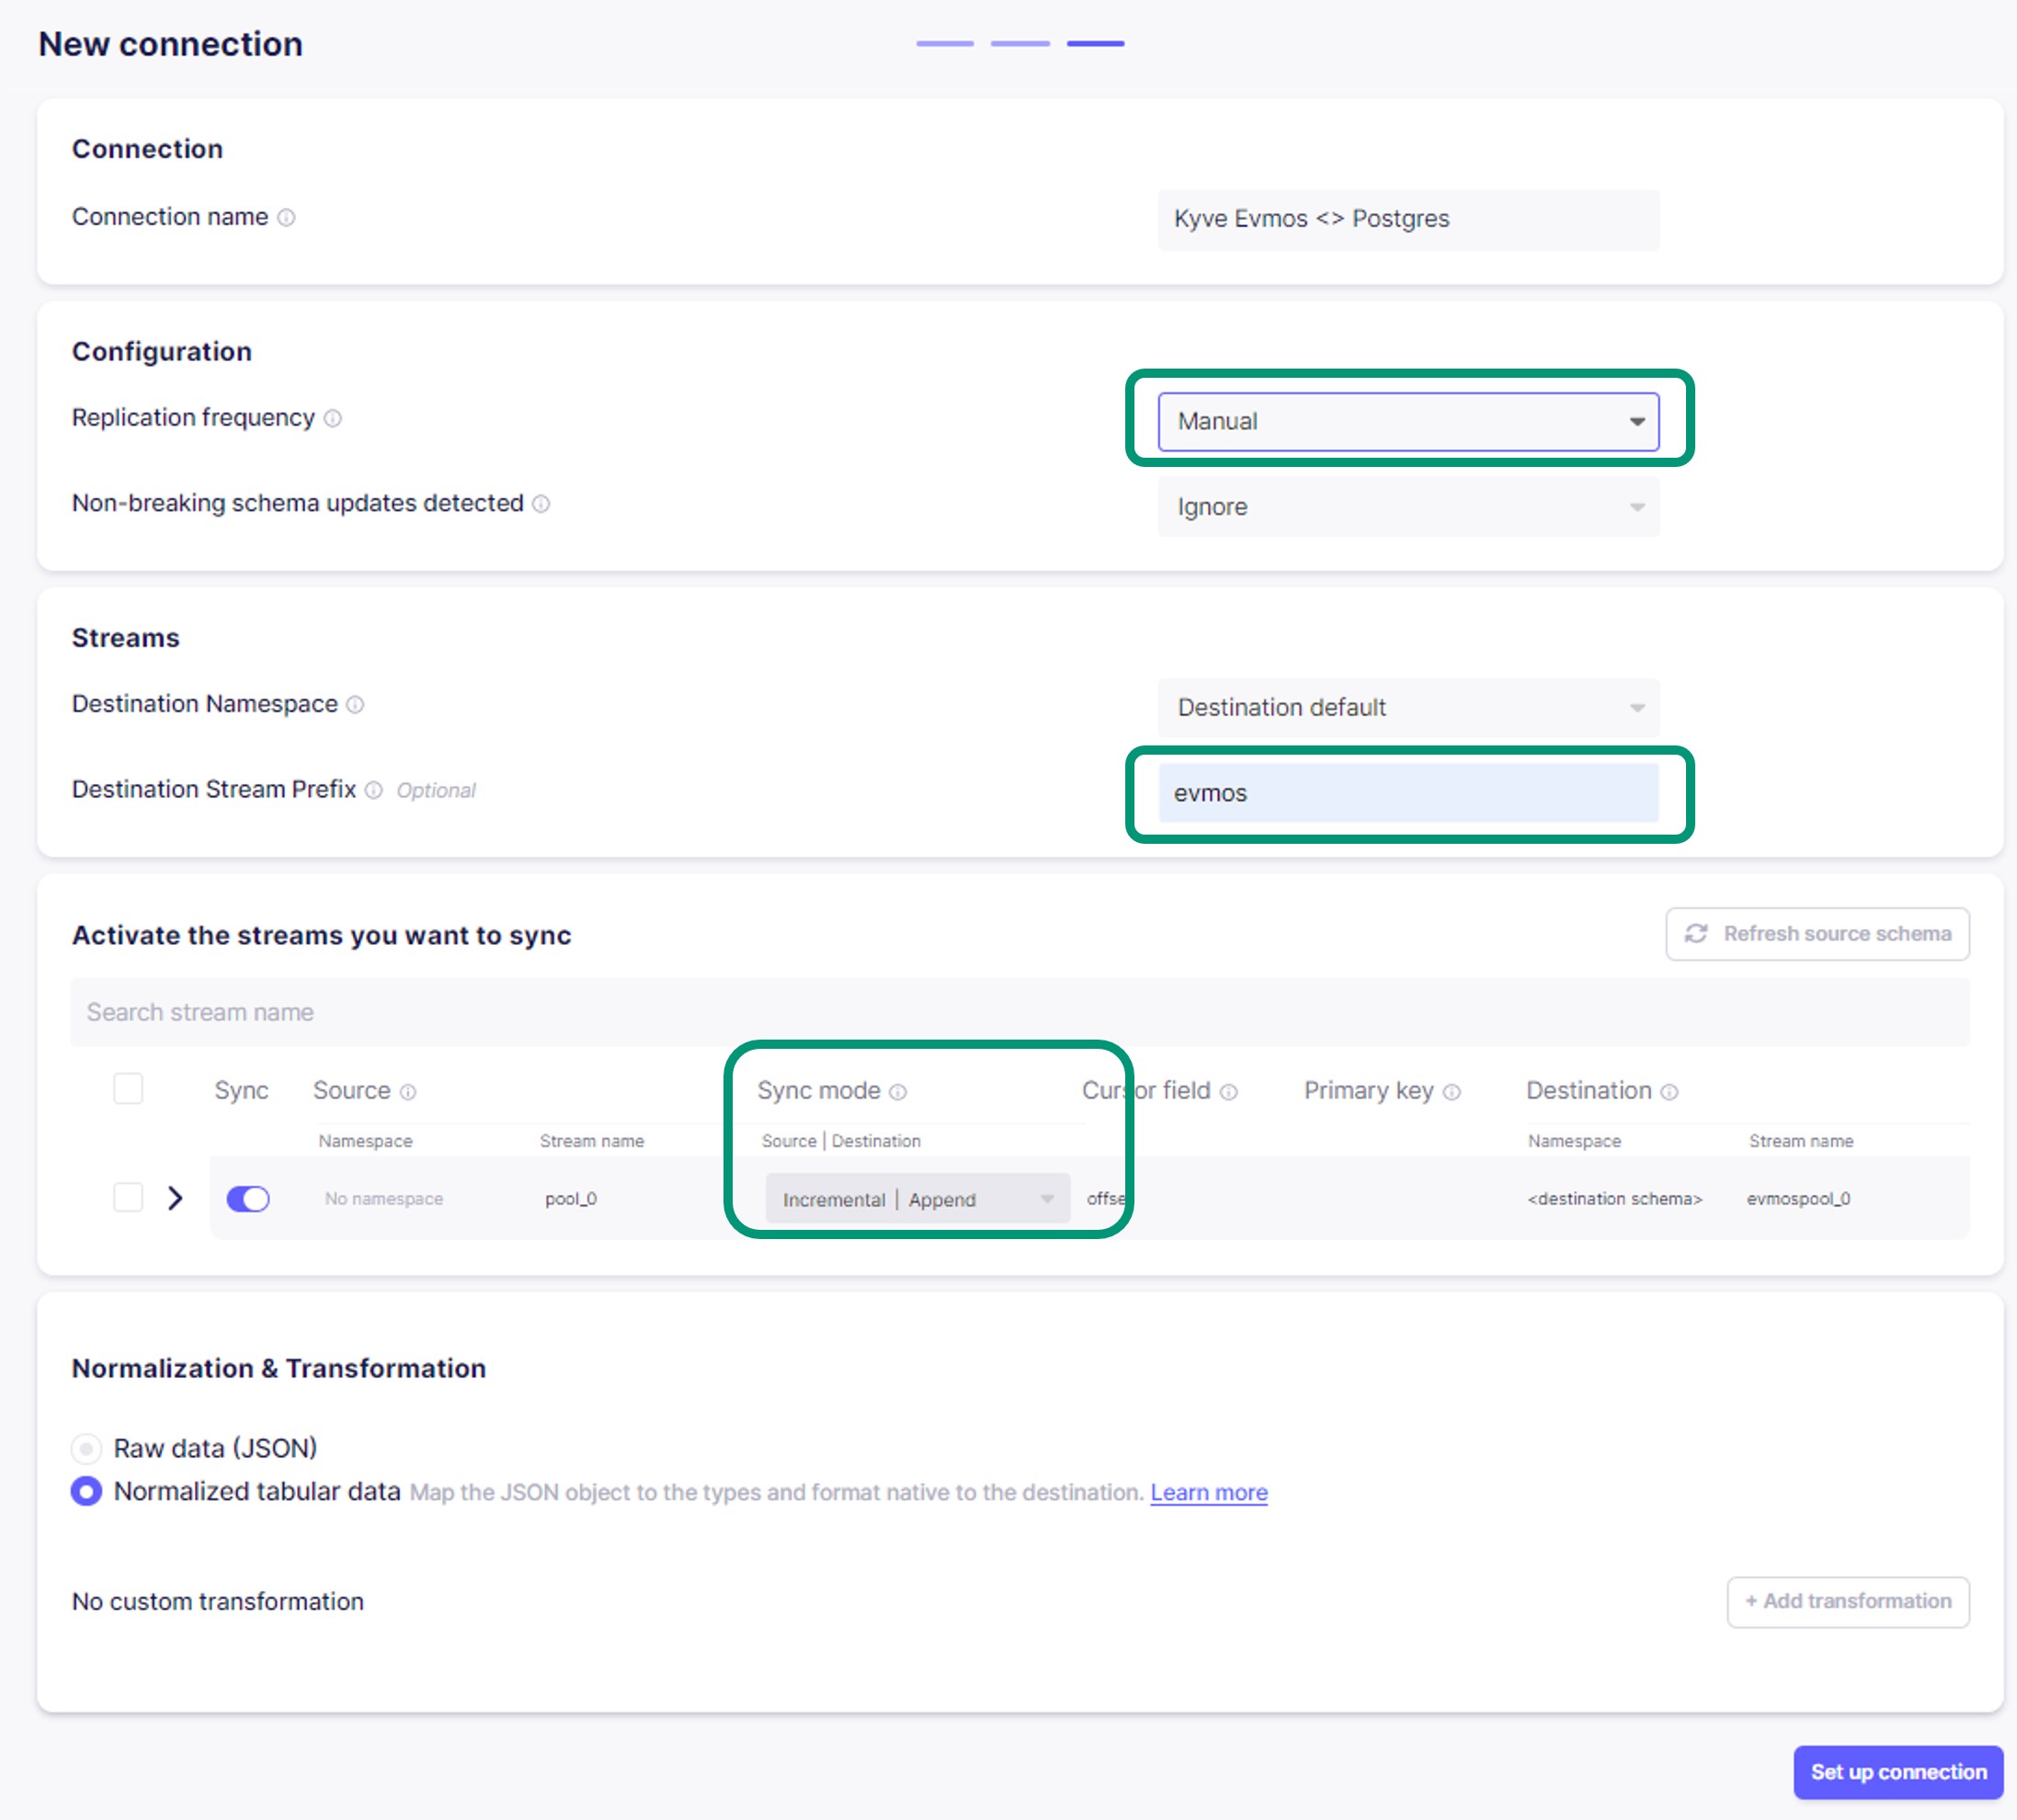 New connection
Connection
Connection name
Kyve Evmos <> Postgres
Configuration
Replication frequency
Manual
Non-breaking schema updates detected
Ignore
Streams
Destination Namespace
Destination default
Destination Stream Prefix Optional
evmos
Activate the streams you want to sync
Refresh source schema
Search stream name
Sync Source Sync mode Cursor field Primary key Destination
Namespace Stream name Source | Destination Namespace Stream name
No namespace pool_0 Incremental | Append offse <destination schema> evmospool_0
Normalization & Transformation
Raw data (JSON)
Normalized tabular data Map the JSON object to the types and format native to the destination. Learn more
No custom transformation
+ Add transformation
Set up connection